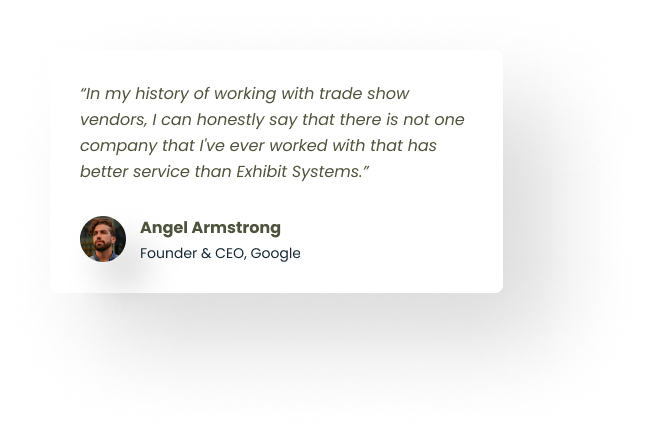 “In my history of working with trade show
vendors, I can honestly say that there is not one
company that I've ever worked with that has
better service than Exhibit Systems.”
Angel Armstrong
Founder & CEO, Google